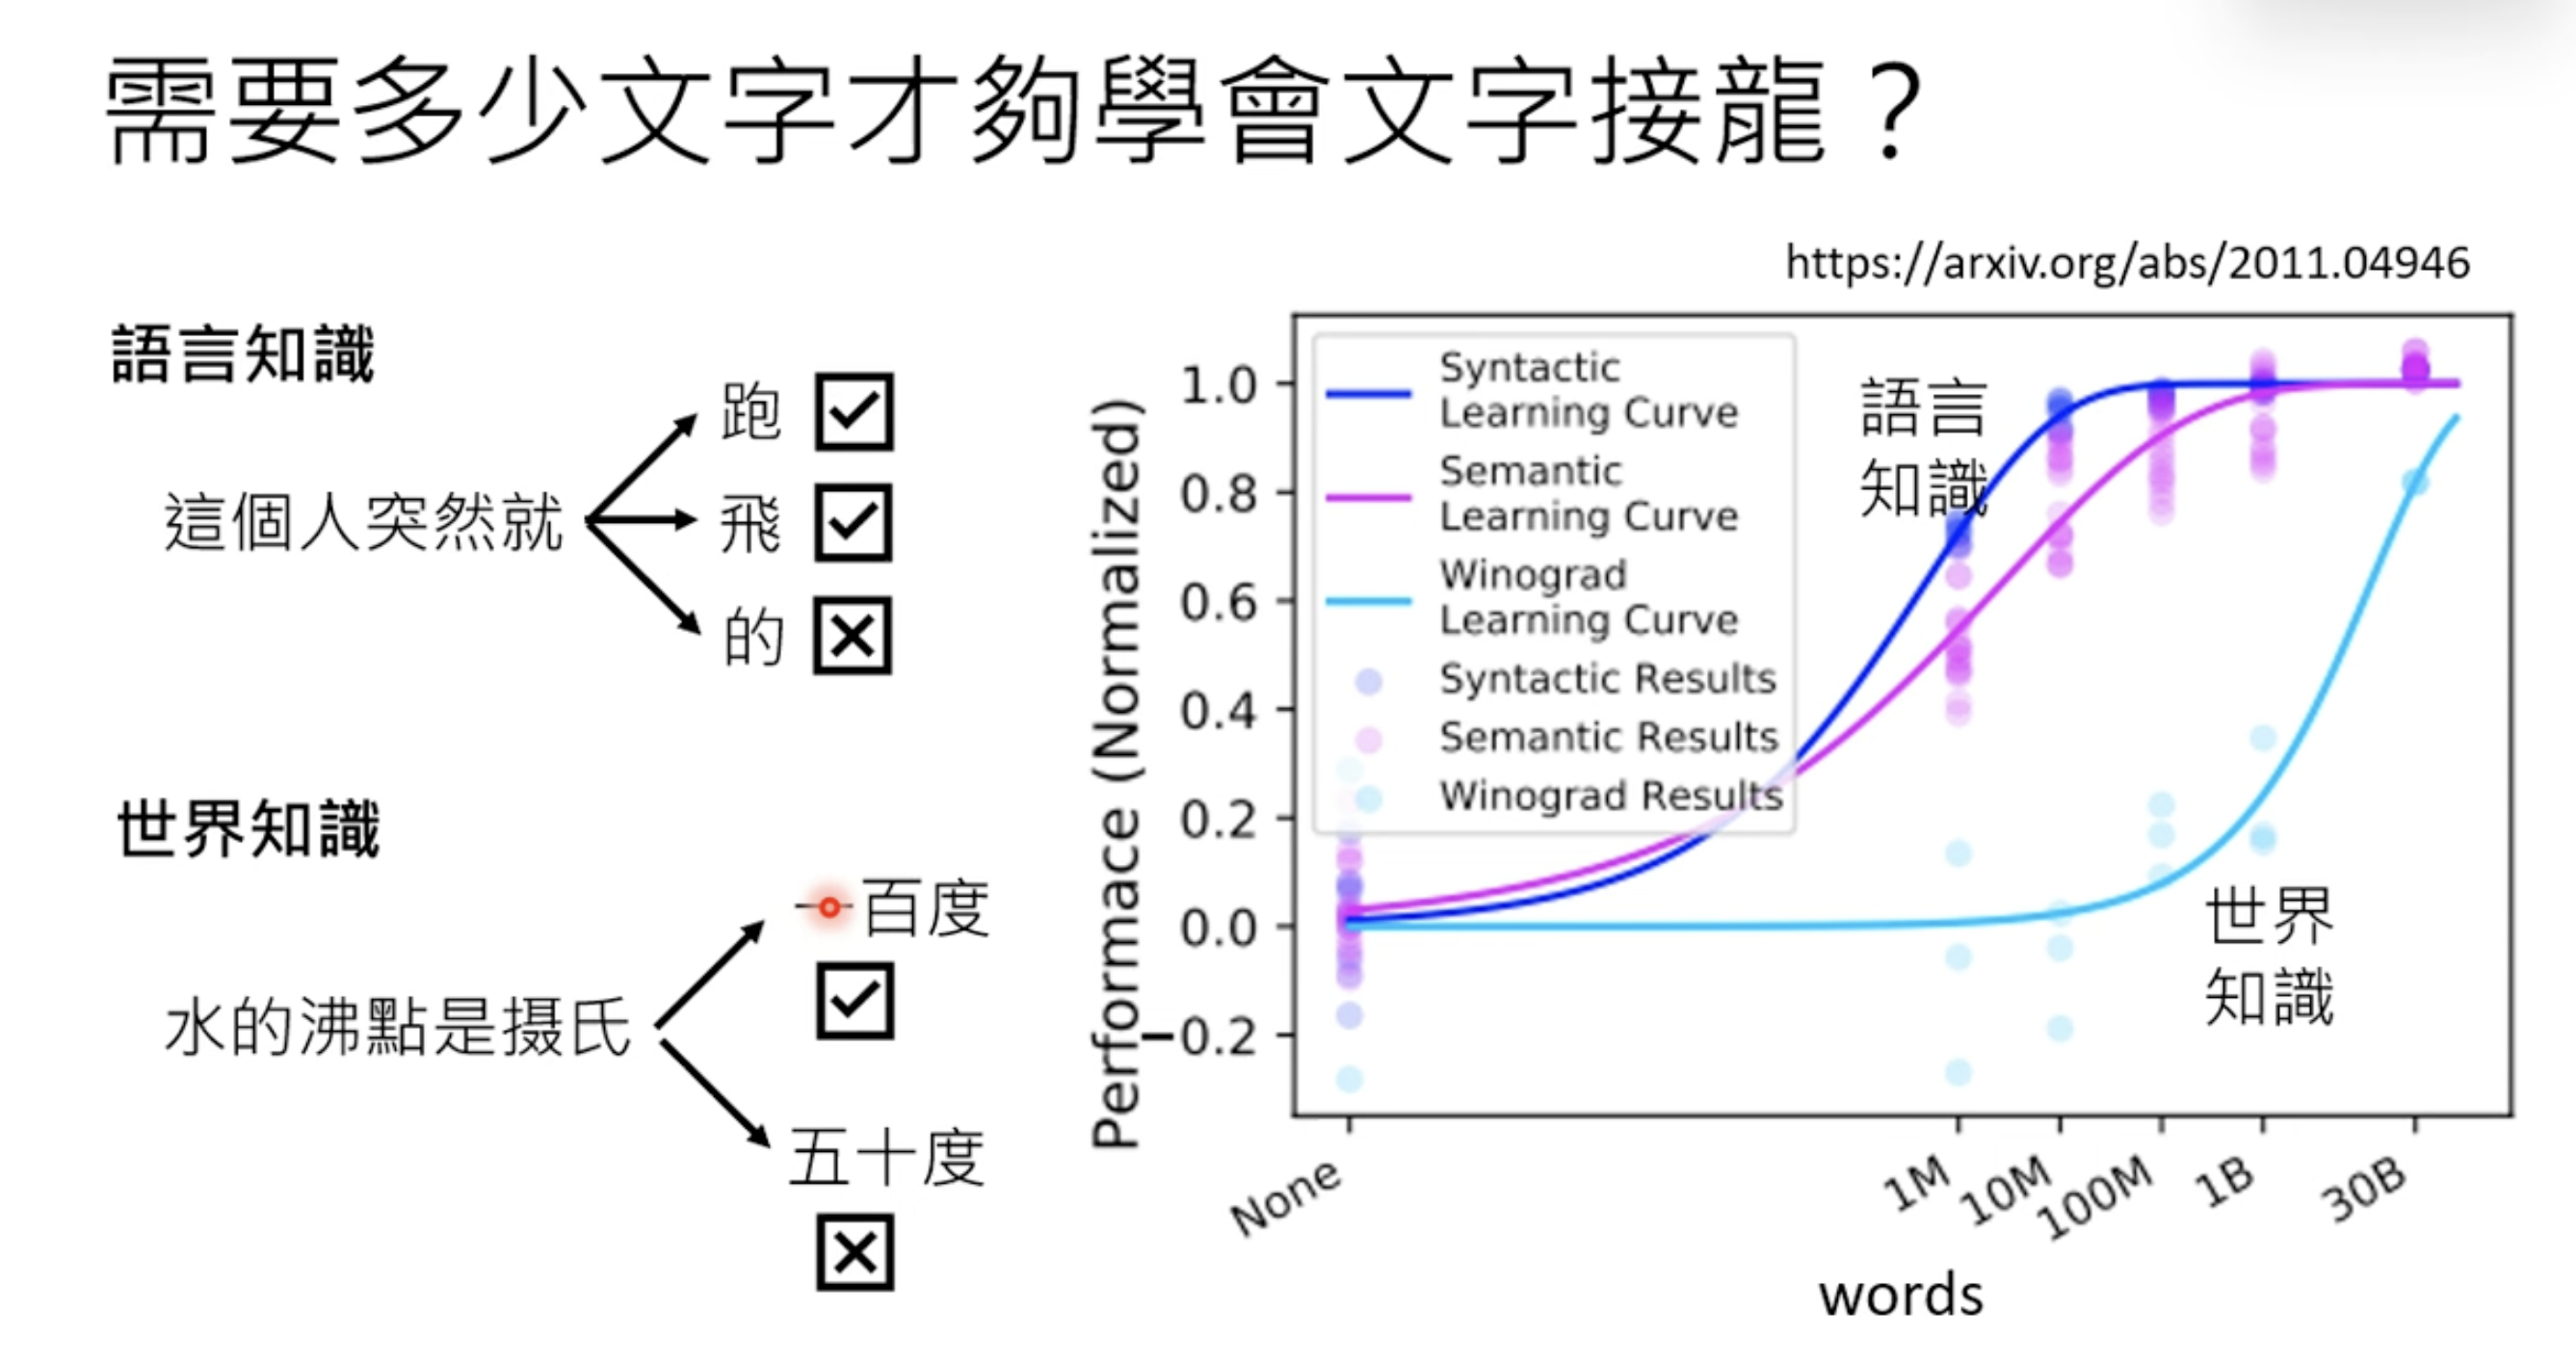 需要多少文字才夠學會文字接龍？
https://arxiv.org/abs/2011.04946
語言知識
這個人突然就
跑
飛
的
世界知識
水的沸點是摄氏
一百度
五十度
Performace (Normalized)
1.0
0.8
0.6
0.4
0.2
0.0
−0.2
Syntactic
Learning Curve
Semantic
Learning Curve
Winograd
Learning Curve
Syntactic Results
Semantic Results
Winograd Results
語言
知識
世界
知識
None
1M
10M
100M
1B
30B
words